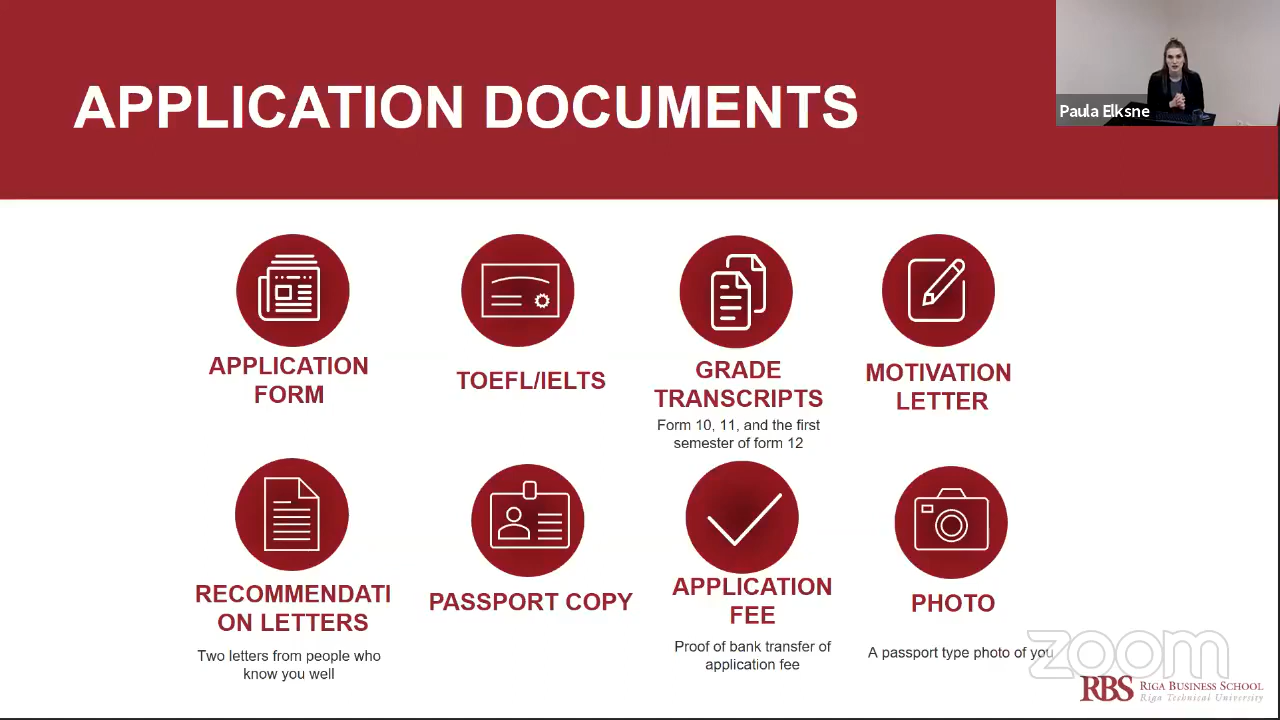 APPLICATION DOCUMENTS
Paula Elksne
APPLICATION
FORM
TOEFL/IELTS
GRADE
TRANSCRIPTS
Form 10, 11, and the first
semester of form 12
MOTIVATION
LETTER
RECOMMENDATI
ON LETTERS
Two letters from people who
know you well
PASSPORT COPY
APPLICATION
FEE
Proof of bank transfer of
application fee
PHOTO
A passport type photo of you
zoom
RBS RIGA BUSINESS SCHOOL
Riga Technical University